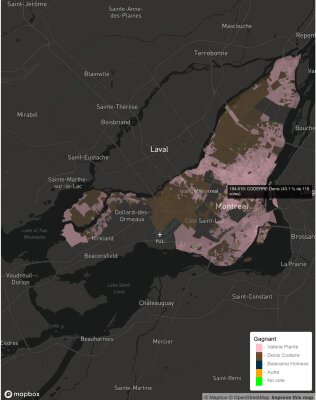 Saint-Jérôme
Sainte-Anne-
des-Plaines
Mascouche
Repent
Terrebonne
Blainville
Mirabel
Sainte-Thérèse
Boisbriand
Bouche
Saint-Eustache
Laval
Sainte-Marthe-
sur-le-Lac
194.019: CODERRE Denis (43.1 % de 116
votes)
Montréal
Dollard-des-
Ormeaux
Côte Saint-Luc
Lake of Two
Mountains
Kirkland
YUL
Brossard
Beaconsfield
La Prairie
Vaudreuil-
Dorion
Lake Saint-
Louis
Châteauguay
Saint-Constant
Cèdres
Beauharnois
Mercier
Gagnant
Valérie Plante
Denis Coderre
Balarama Holness
Autre
No vote
Saint-Rémi
Sainte-Martine
mapbox
© Mapbox © OpenStreetMap Improve this map